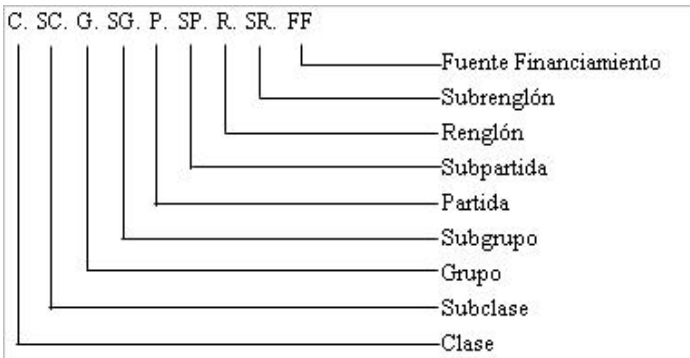 C. SC. G. SG. P. SP. R. SR. FF
Fuente Financiamiento
Subrenglón
Renglón
Subpartida
Partida
Subgrupo
Grupo
Subclase
Clase